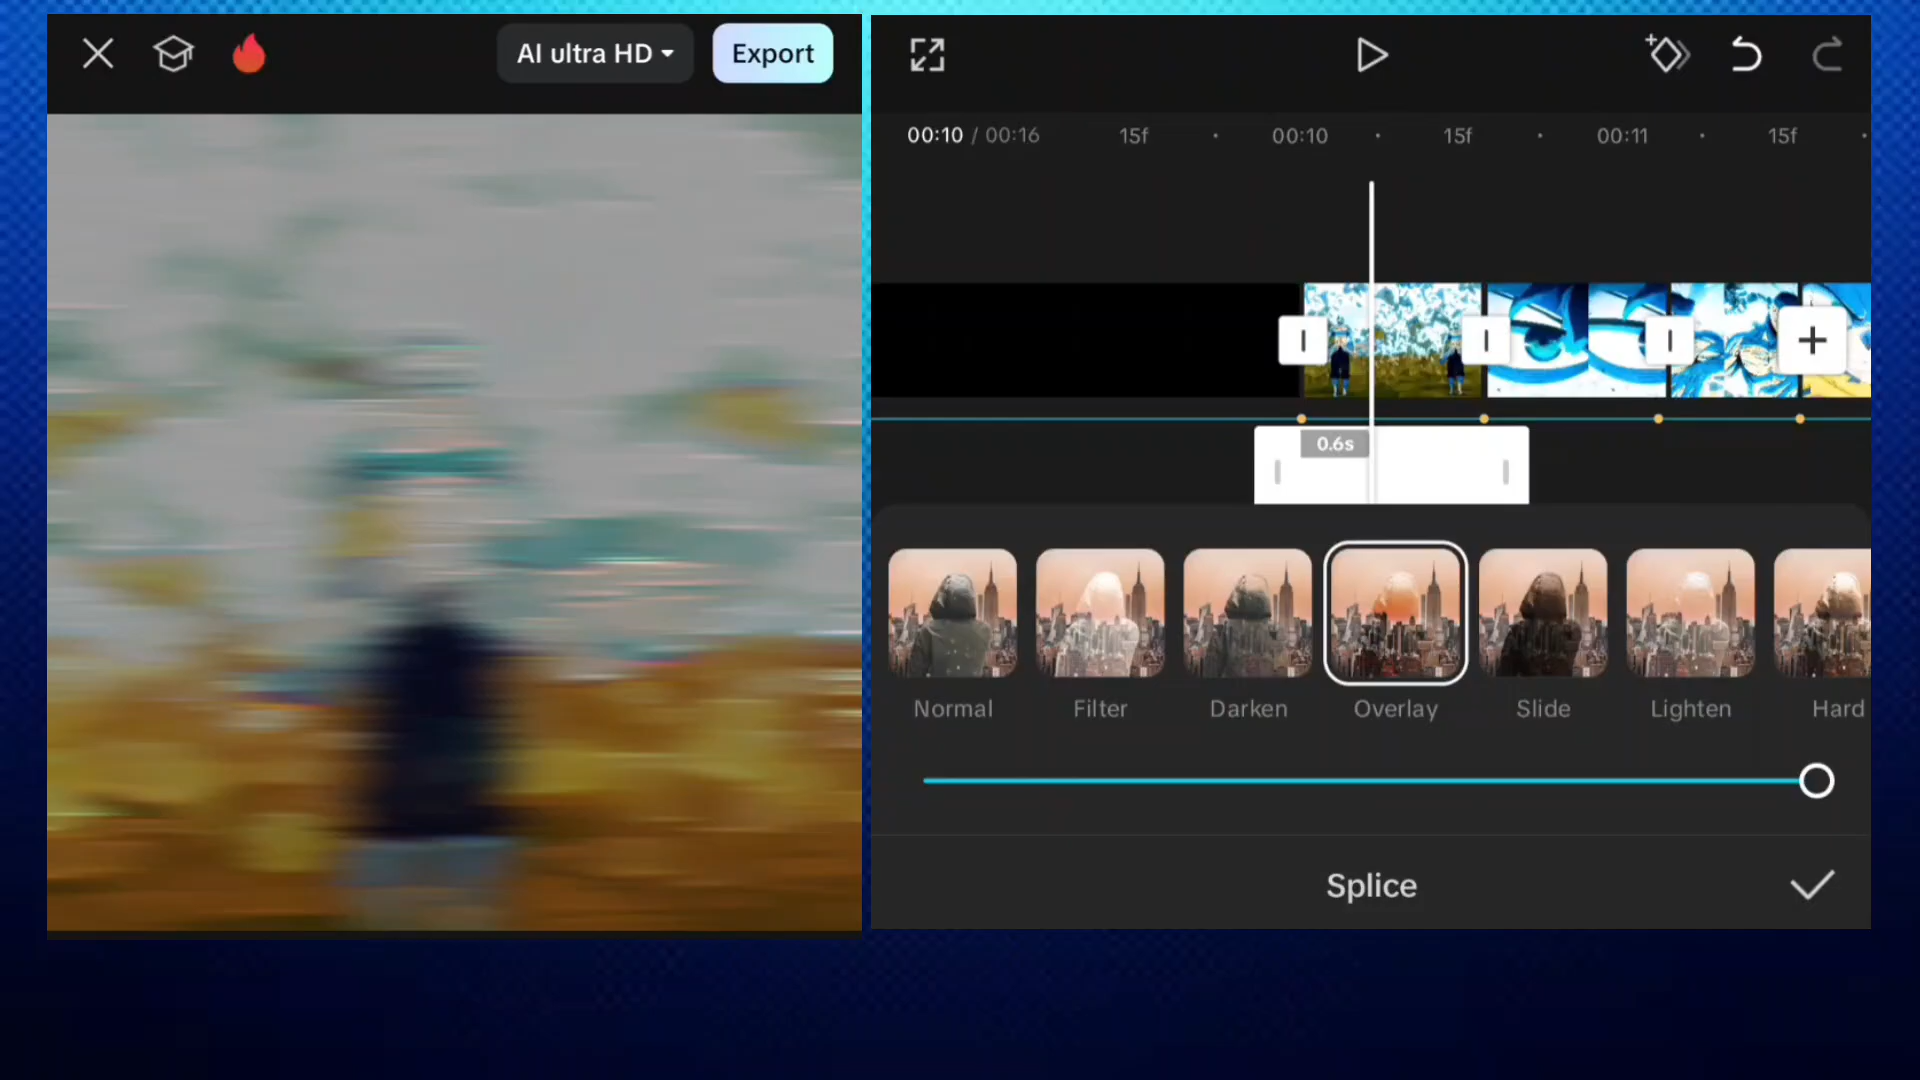 AI ultra HD
Export
00:10 / 00:16
15f
00:10
15f
00:11
15f
0.6s
Normal
Filter
Darken
Overlay
Slide
Lighten
Hard
Splice